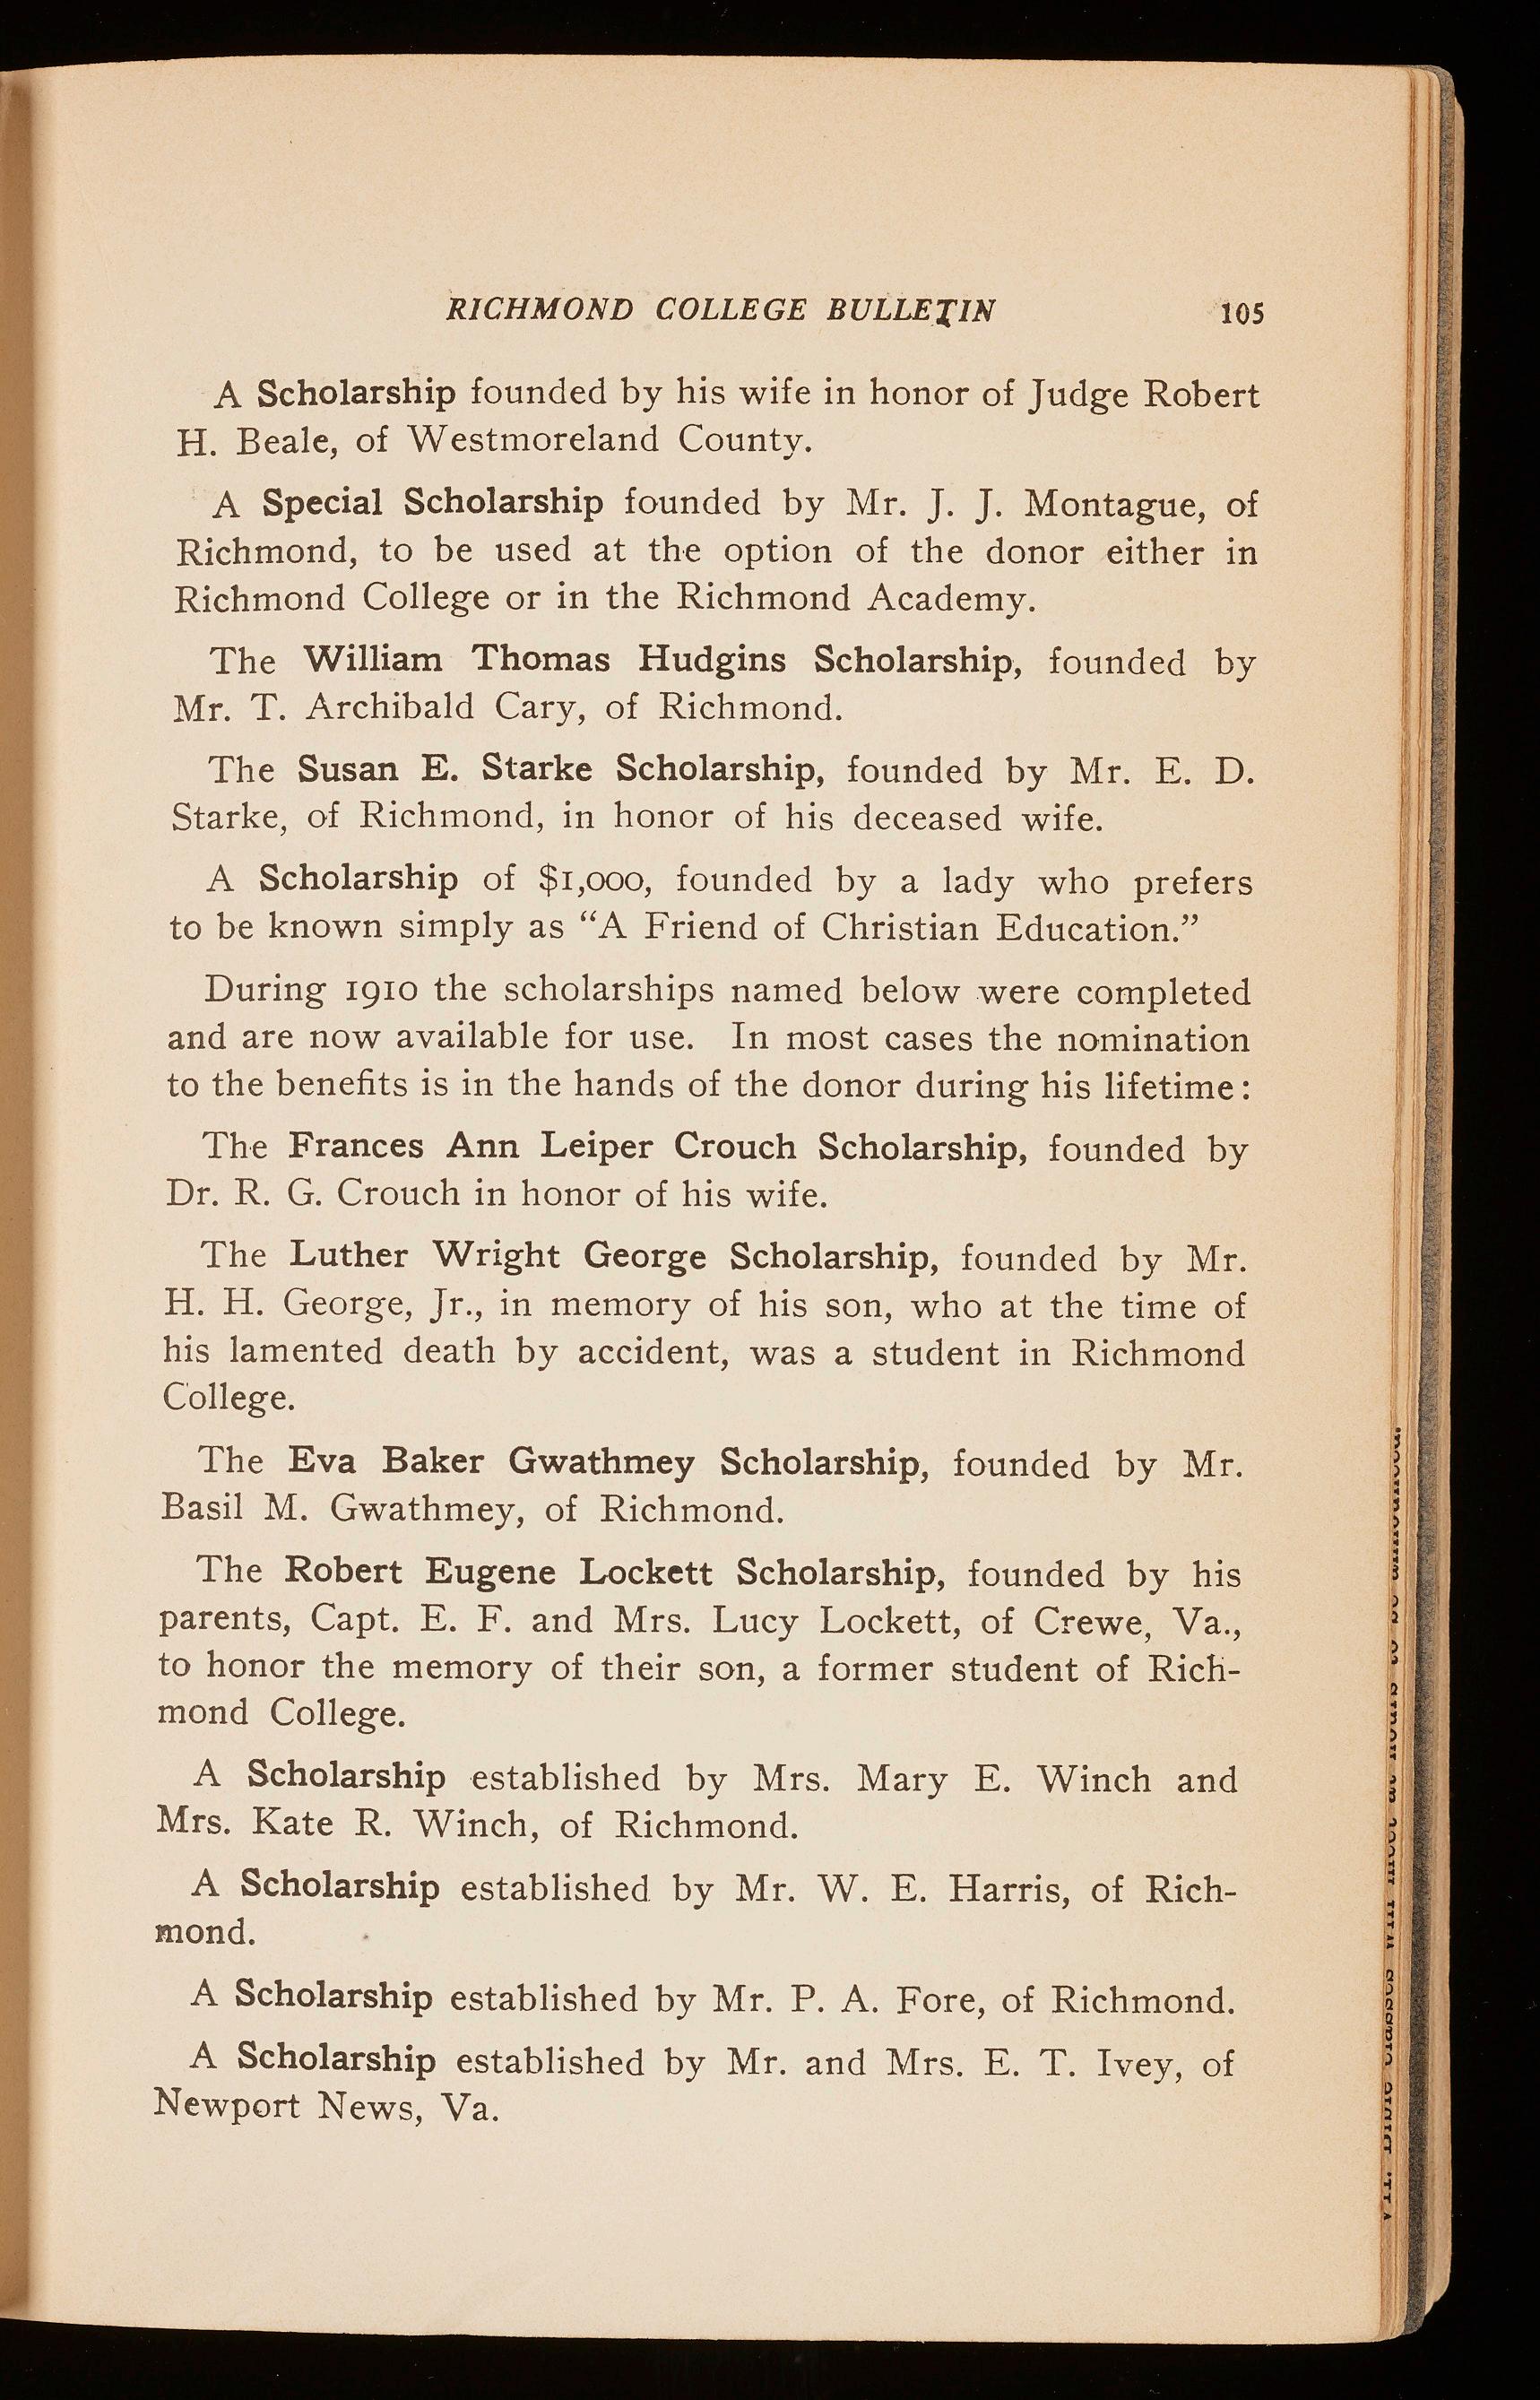 RICHMOND COLLEGE BULLETIN 105
A Scholarship founded by his wife in honor of Judge Robert
H. Beale, of Westmoreland County.
A Special Scholarship founded by Mr. J. J. Montague, of
Richmond, to be used at the option of the donor either in
Richmond College or in the Richmond Academy.
The William Thomas Hudgins Scholarship, founded by
Mr. T. Archibald Cary, of Richmond.
The Susan E. Starke Scholarship, founded by Mr. E. D.
Starke, of Richmond, in honor of his deceased wife.
A Scholarship of $1,000, founded by a lady who prefers
to be known simply as “A Friend of Christian Education.”
During 1910 the scholarships named below were completed
and are now available for use. In most cases the nomination
to the benefits is in the hands of the donor during his lifetime:
The Frances Ann Leiper Crouch Scholarship, founded by
Dr. R. G. Crouch in honor of his wife.
The Luther Wright George Scholarship, founded by Mr.
H. H. George, Jr., in memory of his son, who at the time of
his lamented death by accident, was a student in Richmond
College.
The Eva Baker Gwathmey Scholarship, founded by Mr.
Basil M. Gwathmey, of Richmond.
The Robert Eugene Lockett Scholarship, founded by his
parents, Capt. E. F. and Mrs. Lucy Lockett, of Crewe, Va.,
to honor the memory of their son, a former student of Rich-
mond College.
A Scholarship established by Mrs. Mary E. Winch and
Mrs. Kate R. Winch, of Richmond.
A Scholarship established by Mr. W. E. Harris, of Rich-
mond.
A Scholarship established by Mr. P. A. Fore, of Richmond.
A Scholarship established by Mr. and Mrs. E. T. Ivey, of
Newport News, Va.